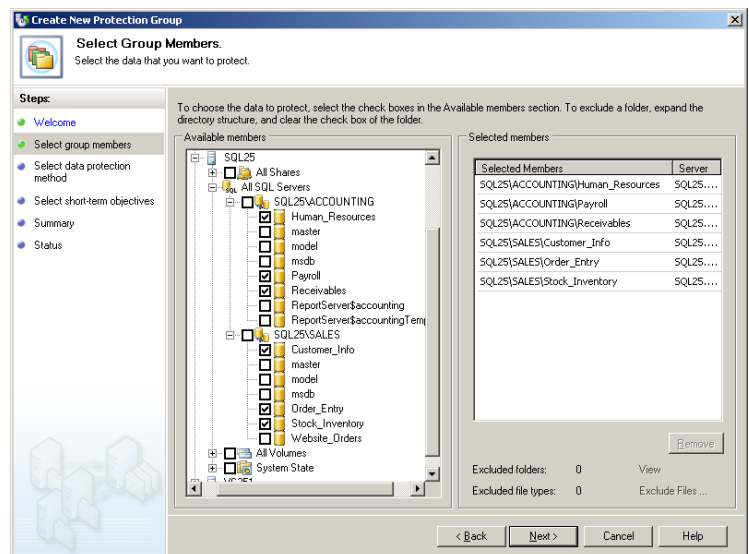 Create New Protection Group
Select Group Members.
Select the data that you want to protect.
Steps:
Welcome
Select group members
Select data protection
method
Select short-term objectives
Summary
Status
To choose the data to protect, select the check boxes in the Available members section. To exclude a folder, expand the
directory structure, and clear the check box of the folder.
Available members
SQL25
All Shares
All SQL Servers
SQL25\ACCOUNTING
Human_Resources
master
model
msdb
Payroll
Receivables
ReportServer$accounting
ReportServer$accountingTemp
SQL25\SALES
Customer_Info
master
model
msdb
Order_Entry
Stock_Inventory
Website_Orders
All Volumes
System State
Selected members
Selected Members Server
SQL25\ACCOUNTING\Human_Resources SQL25....
SQL25\ACCOUNTING\Payroll SQL25....
SQL25\ACCOUNTING\Receivables SQL25....
SQL25\SALES\Customer_Info SQL25....
SQL25\SALES\Order_Entry SQL25....
SQL25\SALES\Stock_Inventory SQL25....
Remove
Excluded folders: 0 View
Excluded file types: 0 Exclude Files ...
< Back Next > Cancel Help